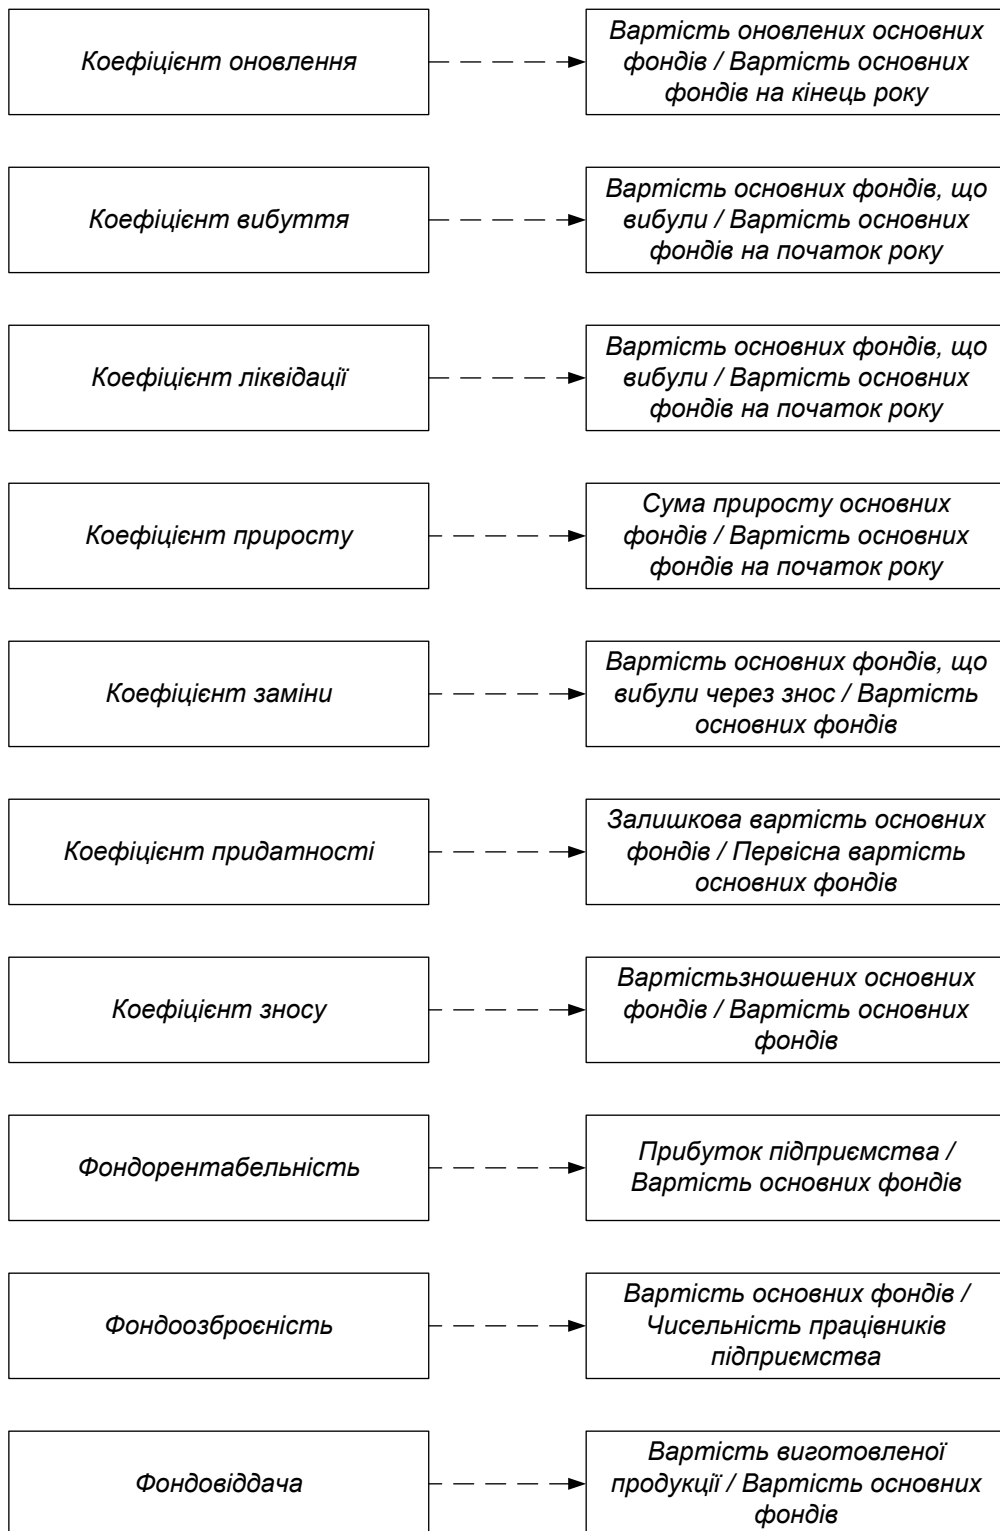 Коефіцієнт оновлення
Вартість оновлених основних
фондів / Вартість основних
фондів на кінець року
Коефіцієнт вибуття
Вартість основних фондів, що
вибули / Вартість основних
фондів на початок року
Коефіцієнт ліквідації
Вартість основних фондів, що
вибули / Вартість основних
фондів на початок року
Коефіцієнт приросту
Сума приросту основних
фондів / Вартість основних
фондів на початок року
Коефіцієнт заміни
Вартість основних фондів, що
вибули через знос / Вартість
основних фондів
Коефіцієнт придатності
Залишкова вартість основних
фондів / Первісна вартість
основних фондів
Коефіцієнт зносу
Вартістьзношених основних
фондів / Вартість основних
фондів
Фондорентабельність
Прибуток підприємства /
Вартість основних фондів
Фондоозброєність
Вартість основних фондів /
Чисельність працівників
підприємства
Фондовіддача
Вартість виготовленої
продукції / Вартість основних
фондів